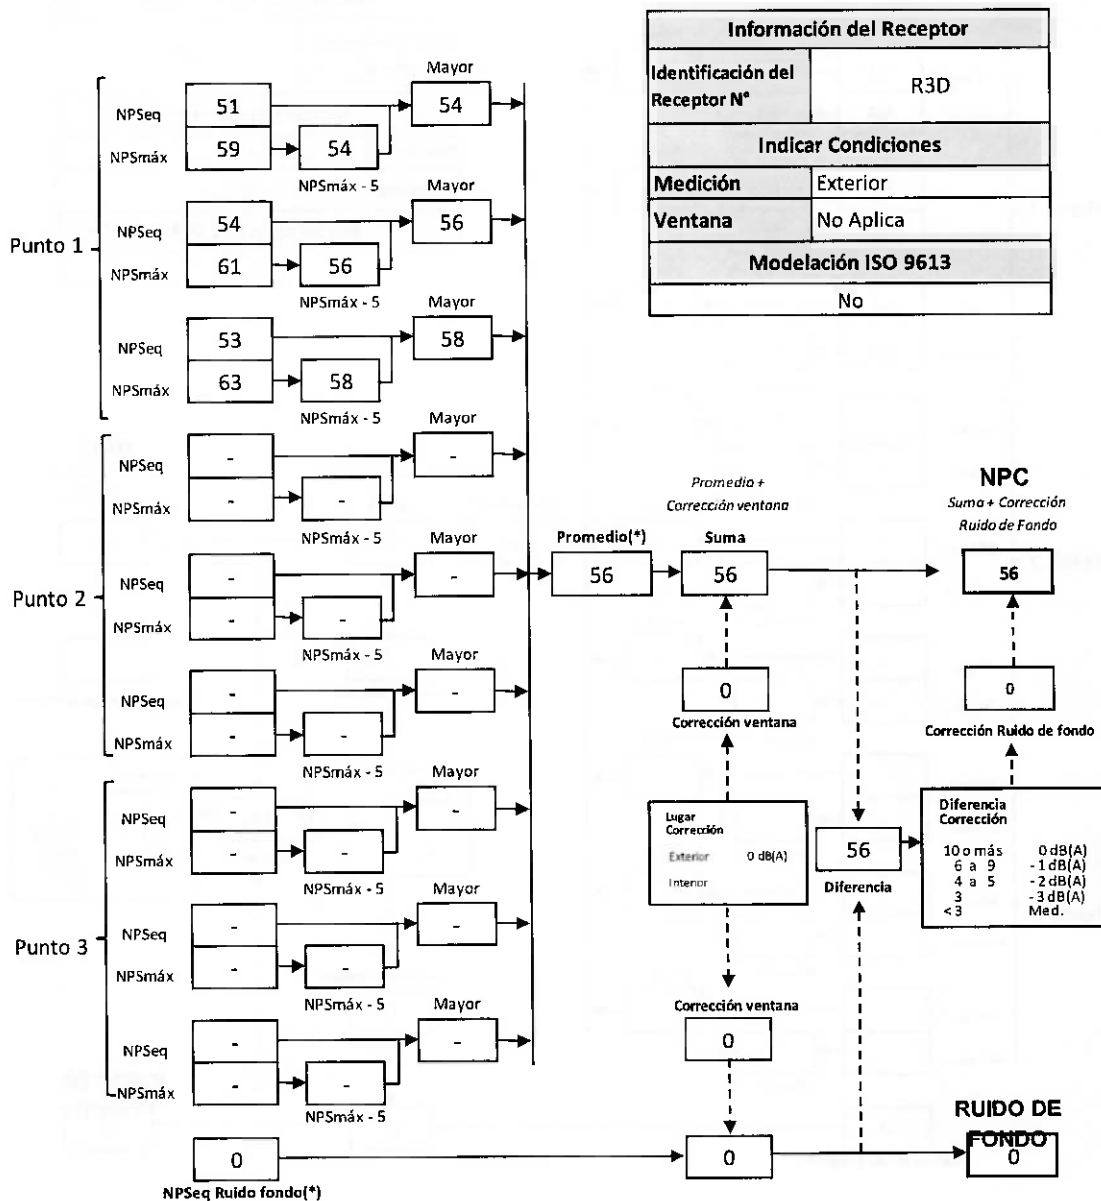 Información del Receptor
Identificación del
Receptor N°
R3D
Indicar Condiciones
Medición Exterior
Ventana No Aplica
Modelación ISO 9613
No
Punto 1
Mayor
NPSeq 51 54
NPSmáx 59 54
NPSmáx - 5
Mayor
NPSeq 54 56
NPSmáx 61 56
NPSmáx - 5
Mayor
NPSeq 53 58
NPSmáx 63 58
NPSmáx - 5
Punto 2
Mayor
NPSeq - -
NPSmáx - -
NPSmáx - 5
Mayor
NPSeq - -
NPSmáx - -
NPSmáx - 5
Mayor
NPSeq - -
NPSmáx - -
NPSmáx - 5
Punto 3
Mayor
NPSeq - -
NPSmáx - -
NPSmáx - 5
Mayor
NPSeq - -
NPSmáx - -
NPSmáx - 5
Mayor
NPSeq - -
NPSmáx - -
NPSmáx - 5
0
NPSeq Ruido fondo(*)
Promedio(*)
56
Promedio +
Corrección ventana
Suma
56
0
Corrección ventana
Lugar
Corrección
Exterior 0 dB(A)
Interior
Corrección ventana
0
0
56
Diferencia
NPC
Suma + Corrección
Ruido de Fondo
56
0
Corrección Ruido de fondo
Diferencia
Corrección
10 o más 0 dB(A)
6 a 9 -1 dB(A)
4 a 5 -2 dB(A)
3 -3 dB(A)
<3 Med.
RUIDO DE
FONDO
0